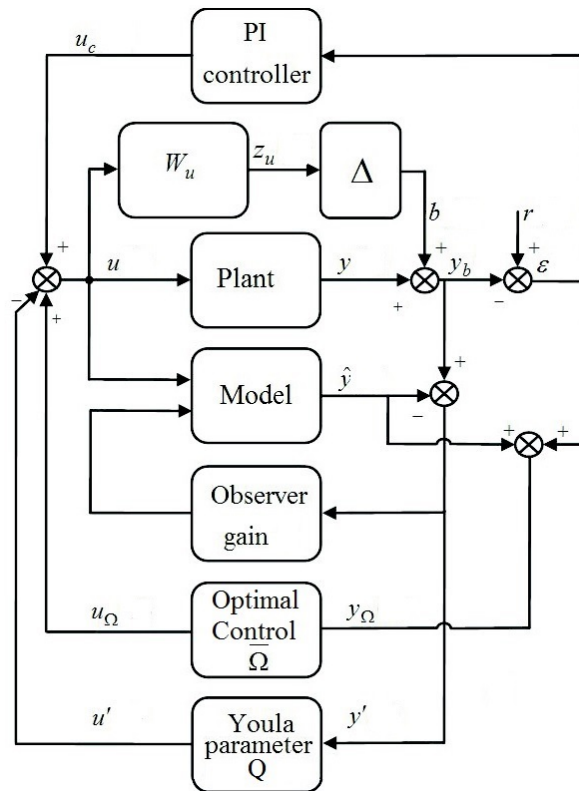 u_c
PI
controller
W_u
z_u
Δ
b
r
+
+
+
u
Plant
y
y_b
ε
−
+
+
−
Model
ŷ
+
−
+
+
Observer
gain
u_Ω
Optimal
Control
Ω̅
y_Ω
u'
Youla
parameter
Q
y'